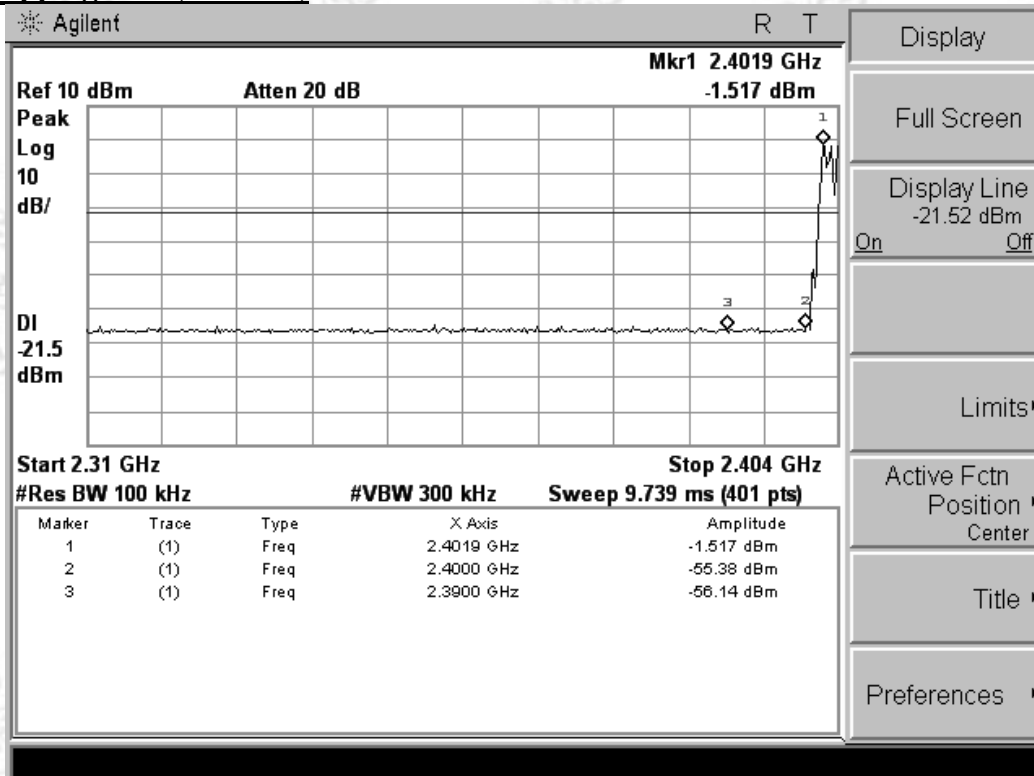 Agilent R T
Mkr1 2.4019 GHz
Ref 10 dBm Atten 20 dB -1.517 dBm
Peak
Log
10
dB/
1
3
2
DI
-21.5
dBm
Start 2.31 GHz Stop 2.404 GHz
#Res BW 100 kHz #VBW 300 kHz Sweep 9.739 ms (401 pts)
Marker Trace Type X Axis Amplitude
1 (1) Freq 2.4019 GHz -1.517 dBm
2 (1) Freq 2.4000 GHz -55.38 dBm
3 (1) Freq 2.3900 GHz -56.14 dBm
Display
Full Screen
Display Line
-21.52 dBm
On Off
Limits
Active Fctn
Position
Center
Title
Preferences